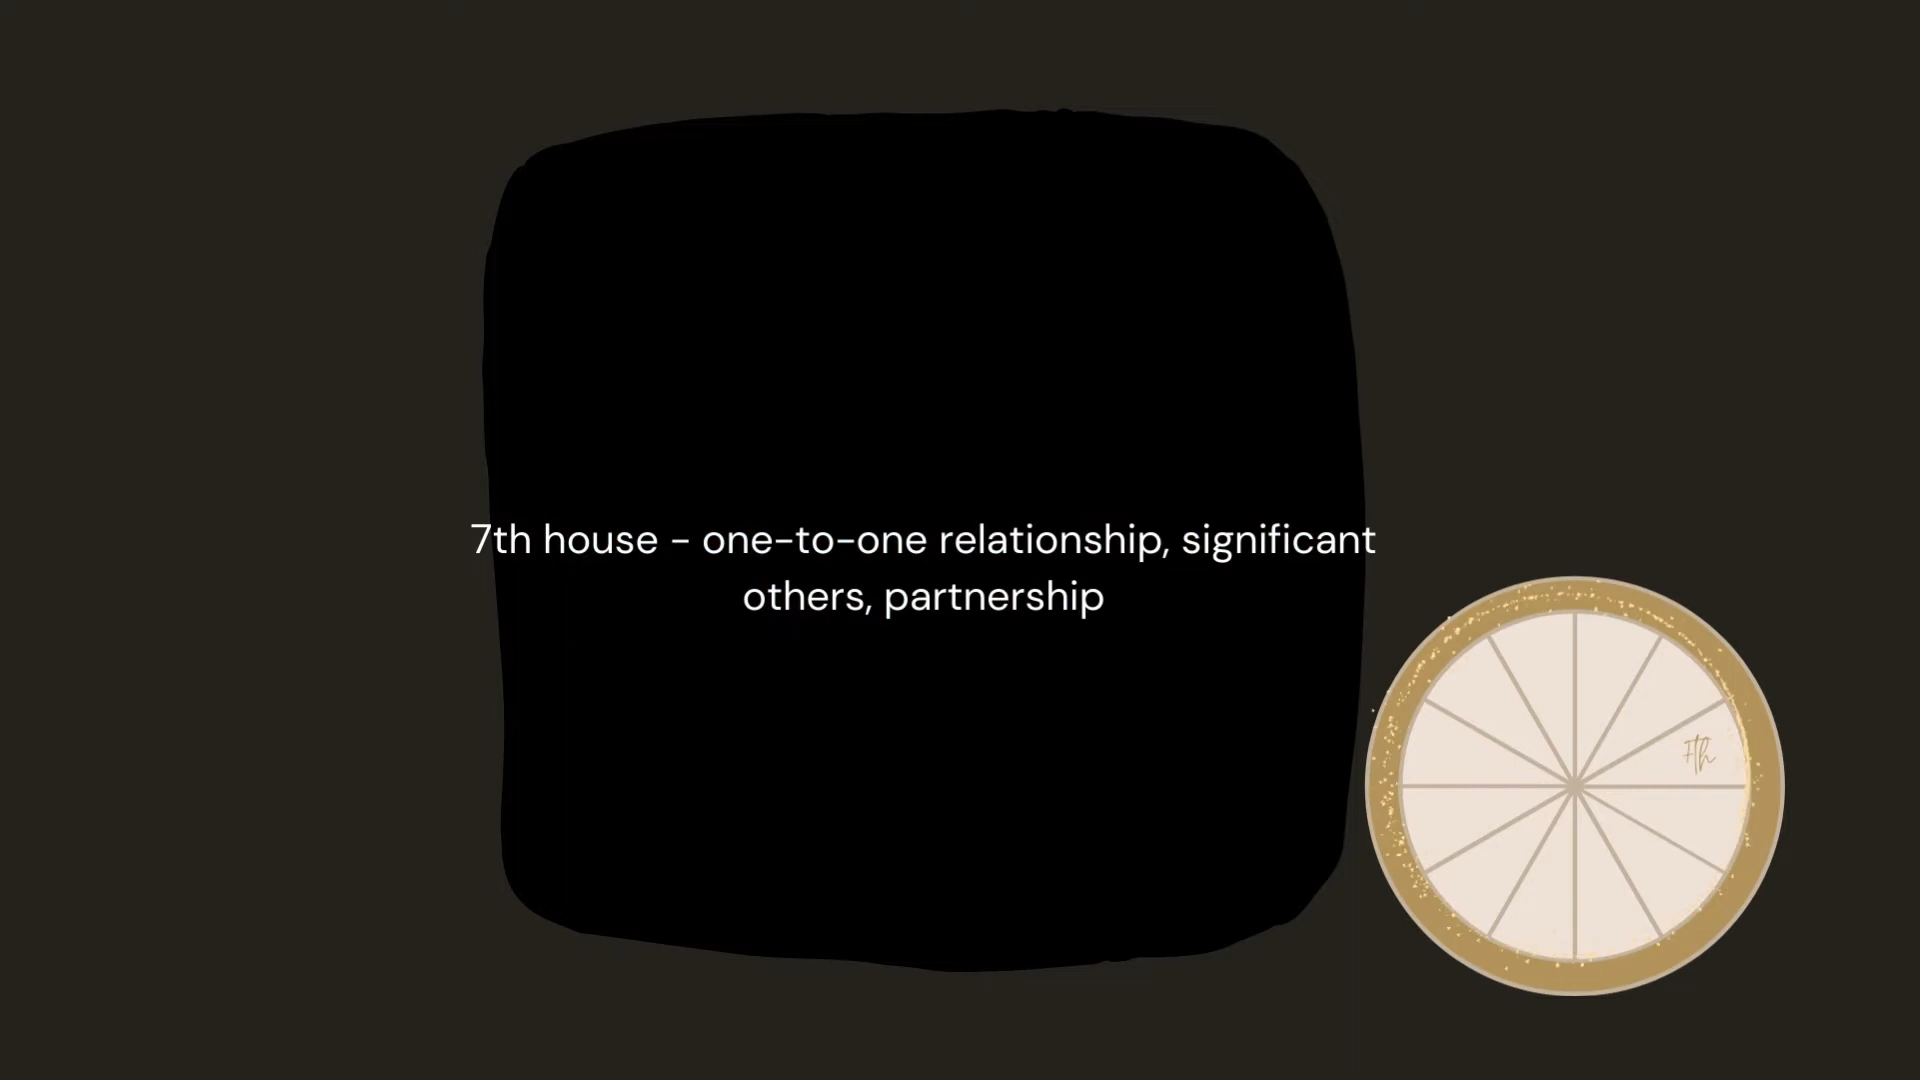 7th house - one-to-one relationship, significant
others, partnership
7th